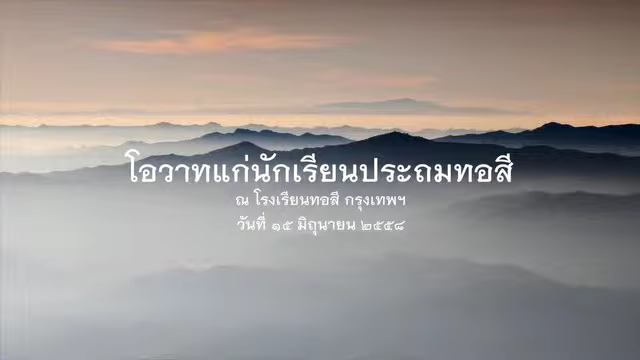 โอวาทแก่นักเรียนประถมทอสี
ณ โรงเรียนทอสี กรุงเทพฯ
วันที่ ๑๕ มิถุนายน ๒๕๕๘